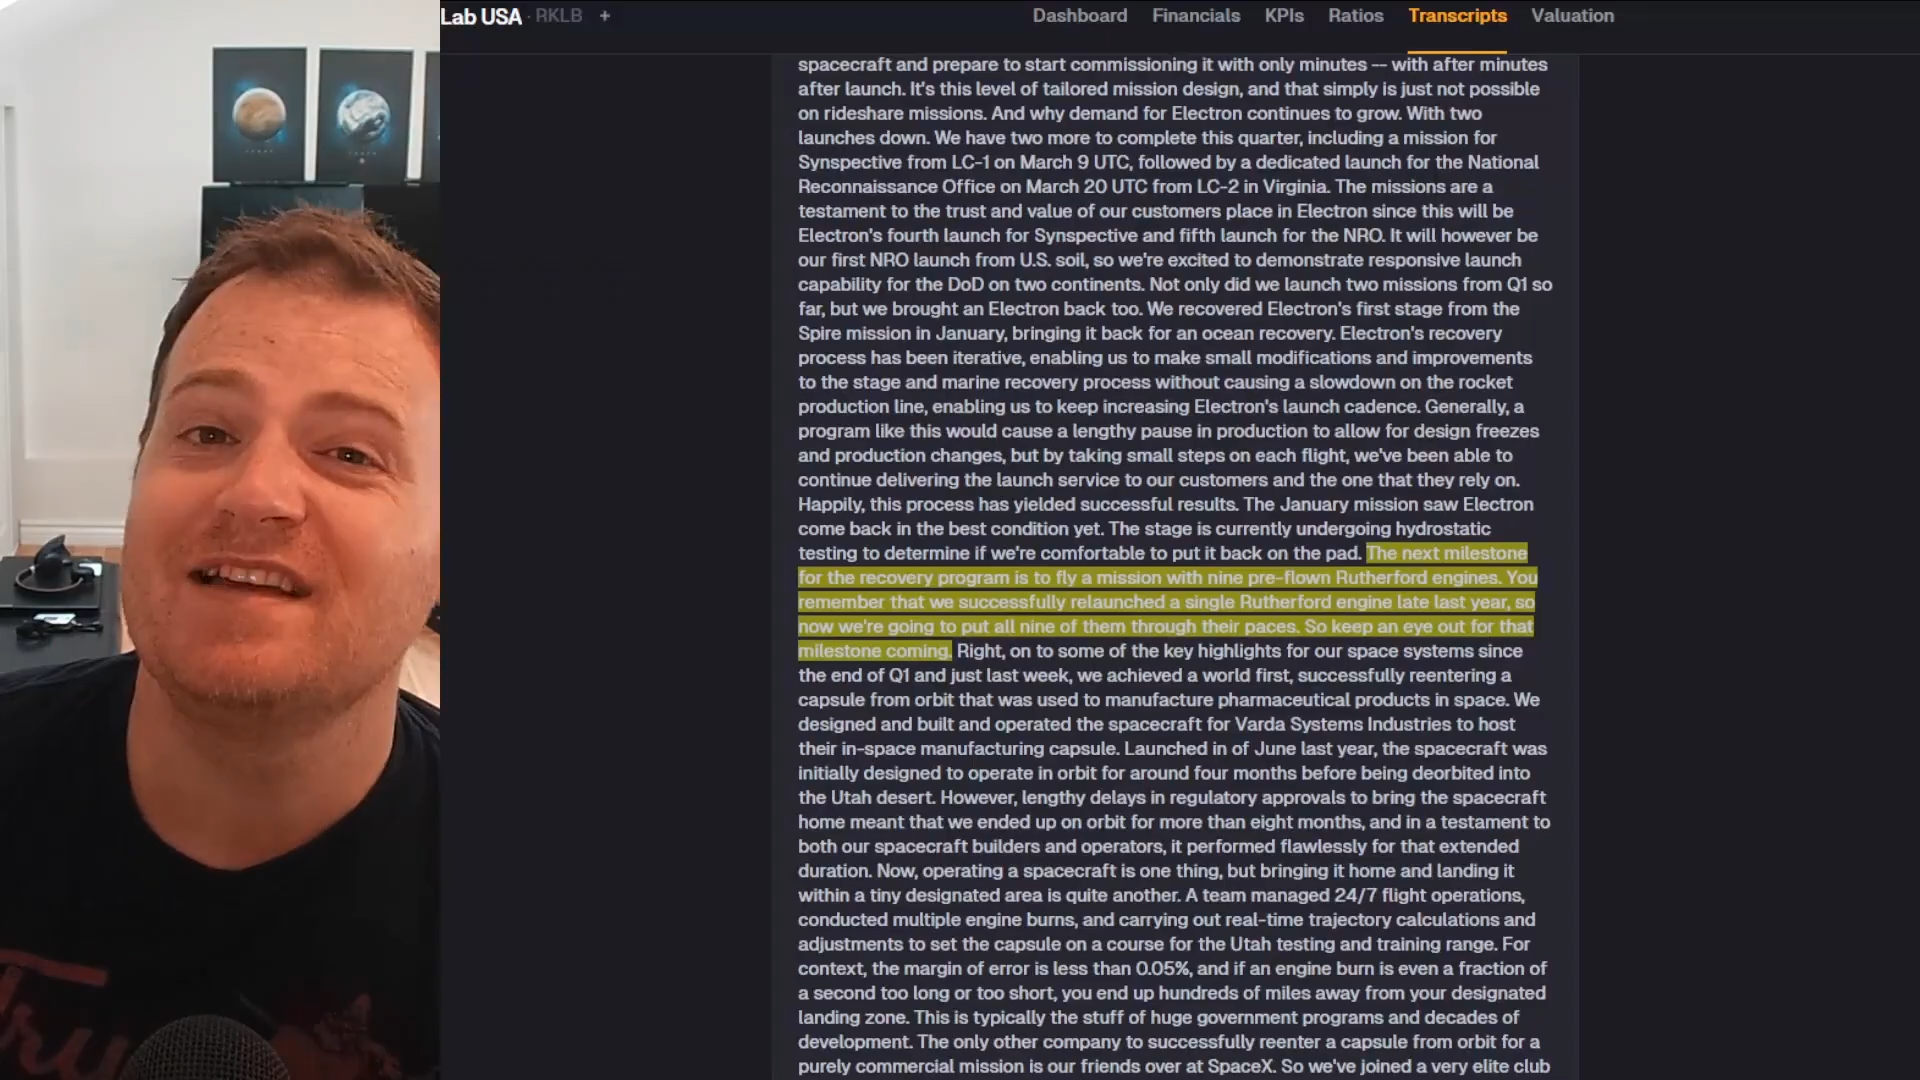 Lab USA · RKLB +
Dashboard Financials KPIs Ratios Transcripts Valuation
spacecraft and prepare to start commissioning it with only minutes -- with after minutes
after launch. It's this level of tailored mission design, and that simply is just not possible
on rideshare missions. And why demand for Electron continues to grow. With two
launches down. We have two more to complete this quarter, including a mission for
Synspective from LC-1 on March 9 UTC, followed by a dedicated launch for the National
Reconnaissance Office on March 20 UTC from LC-2 in Virginia. The missions are a
testament to the trust and value of our customers place in Electron since this will be
Electron's fourth launch for Synspective and fifth launch for the NRO. It will however be
our first NRO launch from U.S. soil, so we're excited to demonstrate responsive launch
capability for the DoD on two continents. Not only did we launch two missions from Q1 so
far, but we brought an Electron back too. We recovered Electron's first stage from the
Spire mission in January, bringing it back for an ocean recovery. Electron's recovery
process has been iterative, enabling us to make small modifications and improvements
to the stage and marine recovery process without causing a slowdown on the rocket
production line, enabling us to keep increasing Electron's launch cadence. Generally, a
program like this would cause a lengthy pause in production to allow for design freezes
and production changes, but by taking small steps on each flight, we've been able to
continue delivering the launch service to our customers and the one that they rely on.
Happily, this process has yielded successful results. The January mission saw Electron
come back in the best condition yet. The stage is currently undergoing hydrostatic
testing to determine if we're comfortable to put it back on the pad. The next milestone
for the recovery program is to fly a mission with nine pre-flown Rutherford engines. You
remember that we successfully relaunched a single Rutherford engine late last year, so
now we're going to put all nine of them through their paces. So keep an eye out for that
milestone coming. Right, on to some of the key highlights for our space systems since
the end of Q1 and just last week, we achieved a world first, successfully reentering a
capsule from orbit that was used to manufacture pharmaceutical products in space. We
designed and built and operated the spacecraft for Varda Systems Industries to host
their in-space manufacturing capsule. Launched in of June last year, the spacecraft was
initially designed to operate in orbit for around four months before being deorbited into
the Utah desert. However, lengthy delays in regulatory approvals to bring the spacecraft
home meant that we ended up on orbit for more than eight months, and in a testament to
both our spacecraft builders and operators, it performed flawlessly for that extended
duration. Now, operating a spacecraft is one thing, but bringing it home and landing it
within a tiny designated area is quite another. A team managed 24/7 flight operations,
conducted multiple engine burns, and carrying out real-time trajectory calculations and
adjustments to set the capsule on a course for the Utah testing and training range. For
context, the margin of error is less than 0.05%, and if an engine burn is even a fraction of
a second too long or too short, you end up hundreds of miles away from your designated
landing zone. This is typically the stuff of huge government programs and decades of
development. The only other company to successfully reenter a capsule from orbit for a
purely commercial mission is our friends over at SpaceX. So we've joined a very elite club